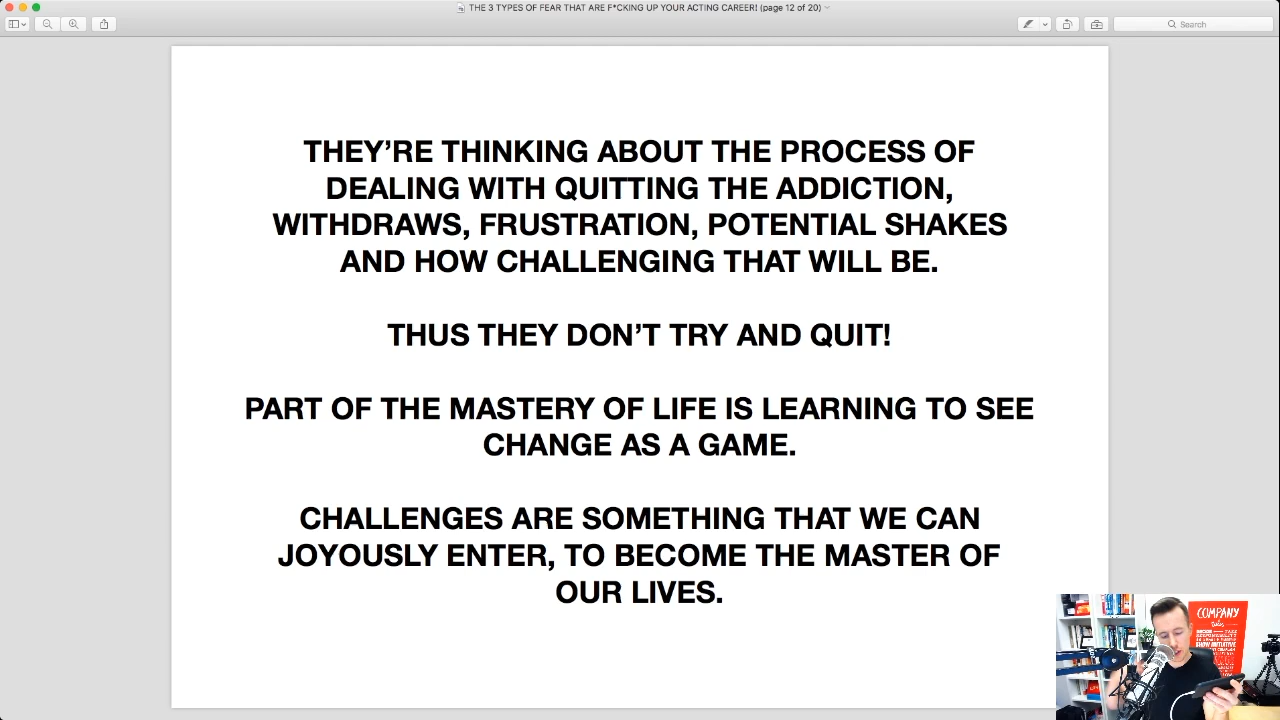 THE 3 TYPES OF FEAR THAT ARE F*CKING UP YOUR ACTING CAREER! (page 12 of 20)
Search
THEY'RE THINKING ABOUT THE PROCESS OF
DEALING WITH QUITTING THE ADDICTION,
WITHDRAWS, FRUSTRATION, POTENTIAL SHAKES
AND HOW CHALLENGING THAT WILL BE.
THUS THEY DON'T TRY AND QUIT!
PART OF THE MASTERY OF LIFE IS LEARNING TO SEE
CHANGE AS A GAME.
CHALLENGES ARE SOMETHING THAT WE CAN
JOYOUSLY ENTER, TO BECOME THE MASTER OF
OUR LIVES.
COMPANY
rules